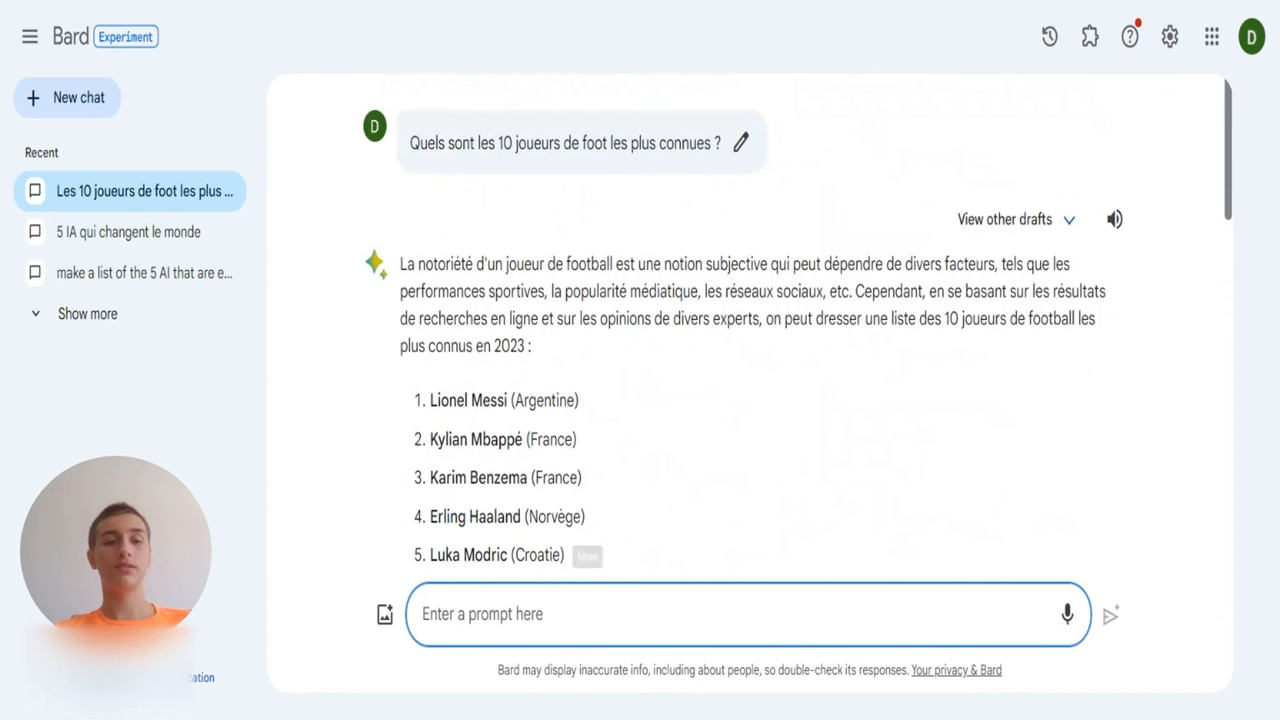 Bard Experiment
D
New chat
Recent
Les 10 joueurs de foot les plus ...
5 IA qui changent le monde
make a list of the 5 AI that are e...
Show more
D
Quels sont les 10 joueurs de foot les plus connues ?
View other drafts
La notoriété d'un joueur de football est une notion subjective qui peut dépendre de divers facteurs, tels que les
performances sportives, la popularité médiatique, les réseaux sociaux, etc. Cependant, en se basant sur les résultats
de recherches en ligne et sur les opinions de divers experts, on peut dresser une liste des 10 joueurs de football les
plus connus en 2023 :
1. Lionel Messi (Argentine)
2. Kylian Mbappé (France)
3. Karim Benzema (France)
4. Erling Haaland (Norvège)
5. Luka Modric (Croatie)
Enter a prompt here
Bard may display inaccurate info, including about people, so double-check its responses. Your privacy & Bard